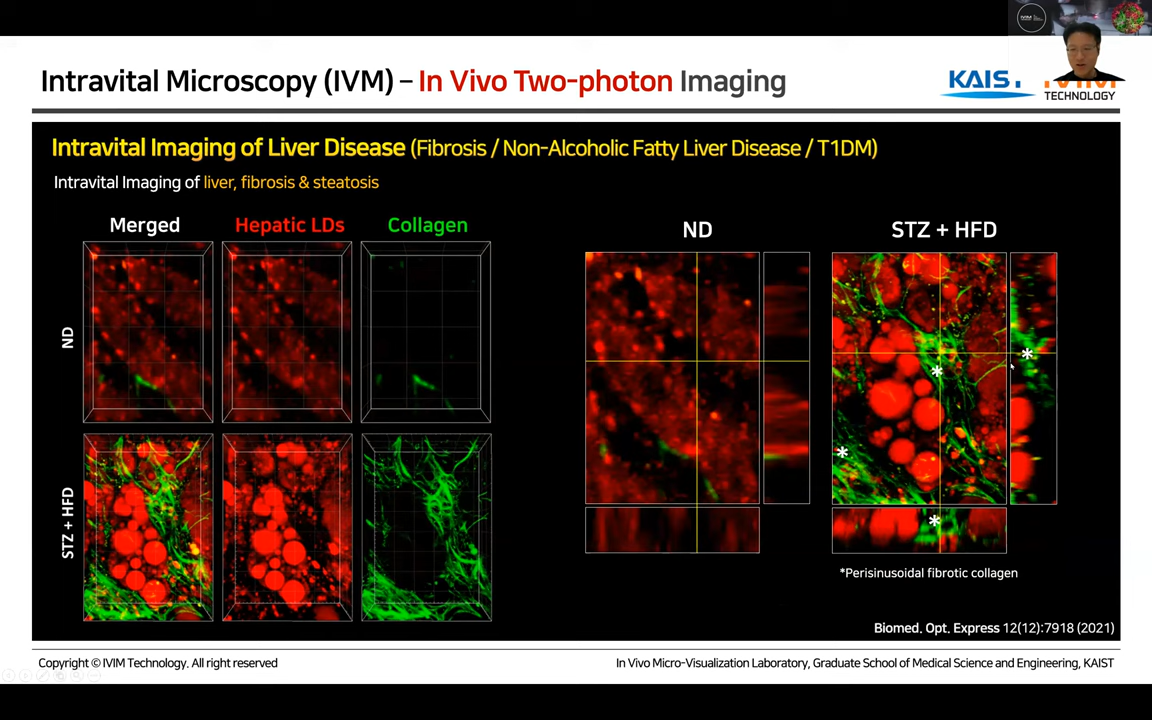 Intravital Microscopy (IVM) – In Vivo Two-photon Imaging
KAIST
TECHNOLOGY
Intravital Imaging of Liver Disease (Fibrosis / Non-Alcoholic Fatty Liver Disease / T1DM)
Intravital Imaging of liver, fibrosis & steatosis
Merged
Hepatic LDs
Collagen
ND
STZ + HFD
ND
STZ + HFD
*
*
*
*
*Perisinusoidal fibrotic collagen
Biomed. Opt. Express 12(12):7918 (2021)
Copyright © IVIM Technology. All right reserved
In Vivo Micro-Visualization Laboratory, Graduate School of Medical Science and Engineering, KAIST